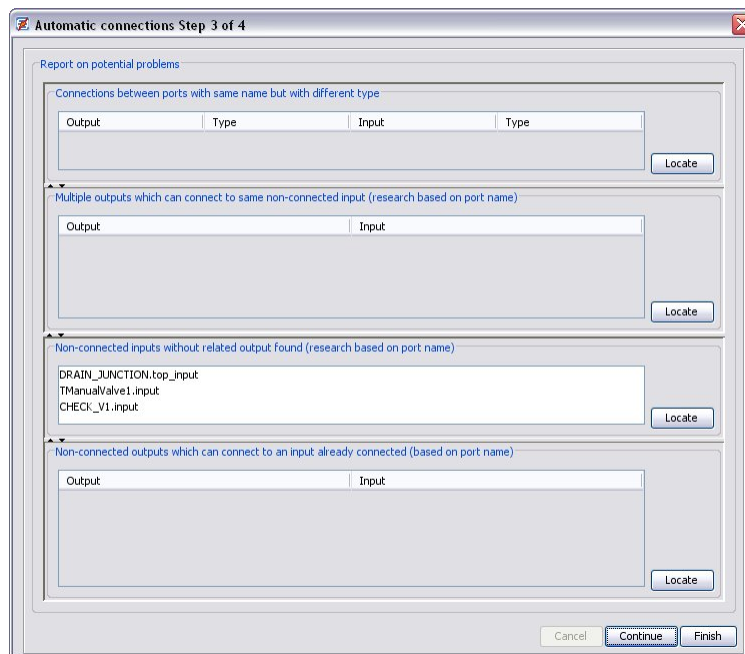 Automatic connections Step 3 of 4
Report on potential problems
Connections between ports with same name but with different type
Output Type Input Type
Locate
Multiple outputs which can connect to same non-connected input (research based on port name)
Output Input
Locate
Non-connected inputs without related output found (research based on port name)
DRAIN_JUNCTION.top_input
TManualValve1.input
CHECK_V1.input
Locate
Non-connected outputs which can connect to an input already connected (based on port name)
Output Input
Locate
Cancel Continue Finish